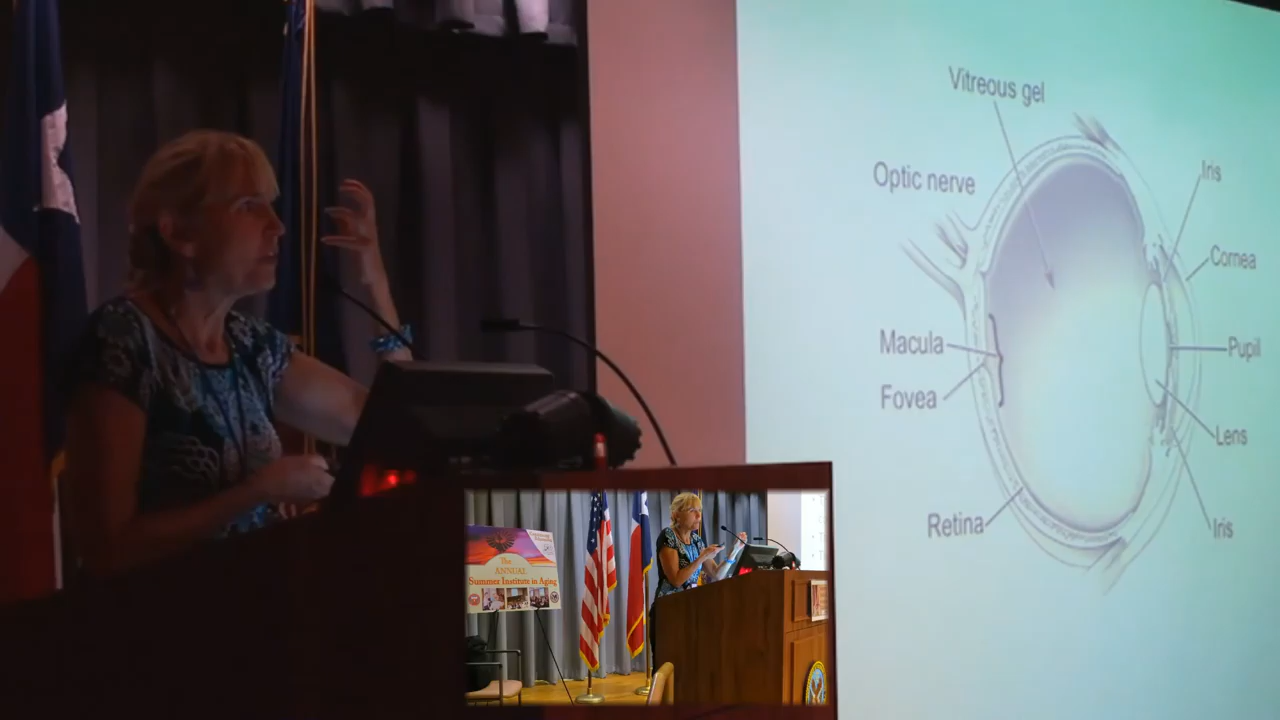 Vitreous gel
Optic nerve
Iris
Cornea
Macula
Pupil
Fovea
Lens
Retina
Iris
The
ANNUAL
Summer Institute in Aging